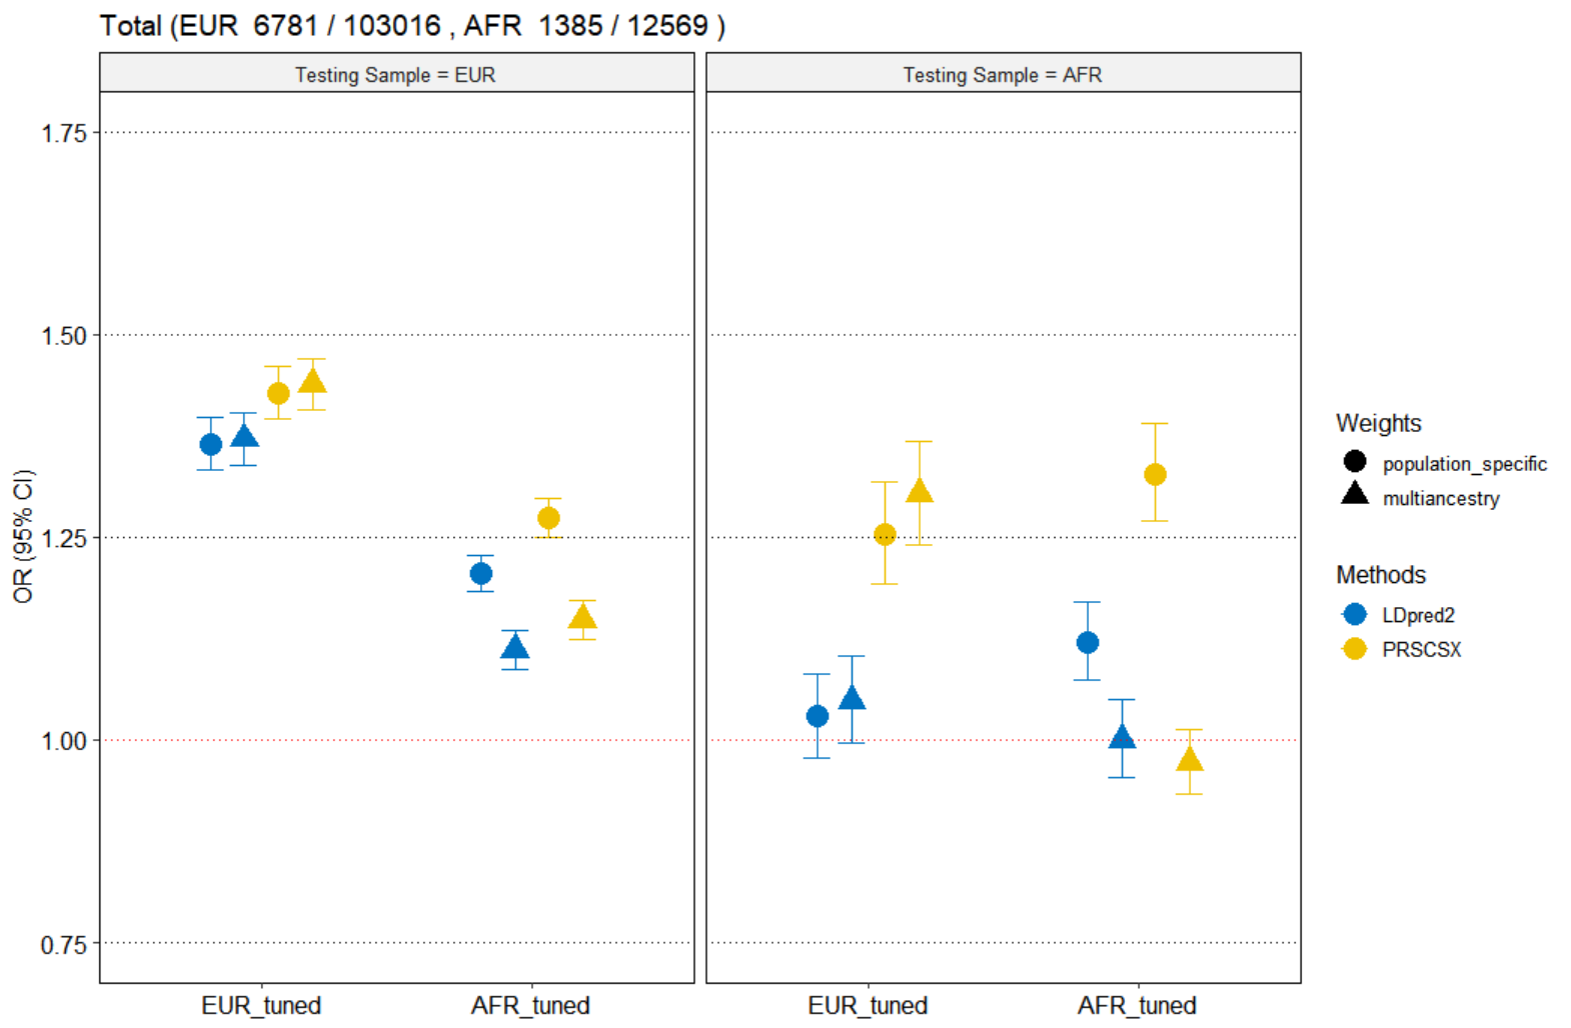 Total (EUR  6781 / 103016 , AFR  1385 / 12569 )
Testing Sample = EUR
Testing Sample = AFR
1.75
1.50
1.25
1.00
0.75
OR (95% CI)
EUR_tuned
AFR_tuned
EUR_tuned
AFR_tuned
Weights
population_specific
multiancestry
Methods
LDpred2
PRSCSX